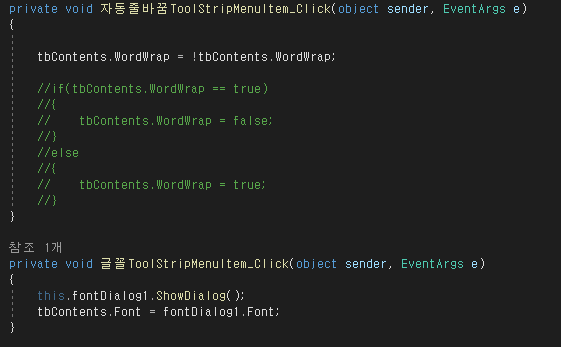 private void 자동줄바꿈ToolStripMenuItem_Click(object sender, EventArgs e)
{
tbContents.WordWrap = !tbContents.WordWrap;
//if(tbContents.WordWrap == true)
//{
//    tbContents.WordWrap = false;
//}
//else
//{
//    tbContents.WordWrap = true;
//}
}
참조 1개
private void 글꼴ToolStripMenuItem_Click(object sender, EventArgs e)
{
this.fontDialog1.ShowDialog();
tbContents.Font = fontDialog1.Font;
}